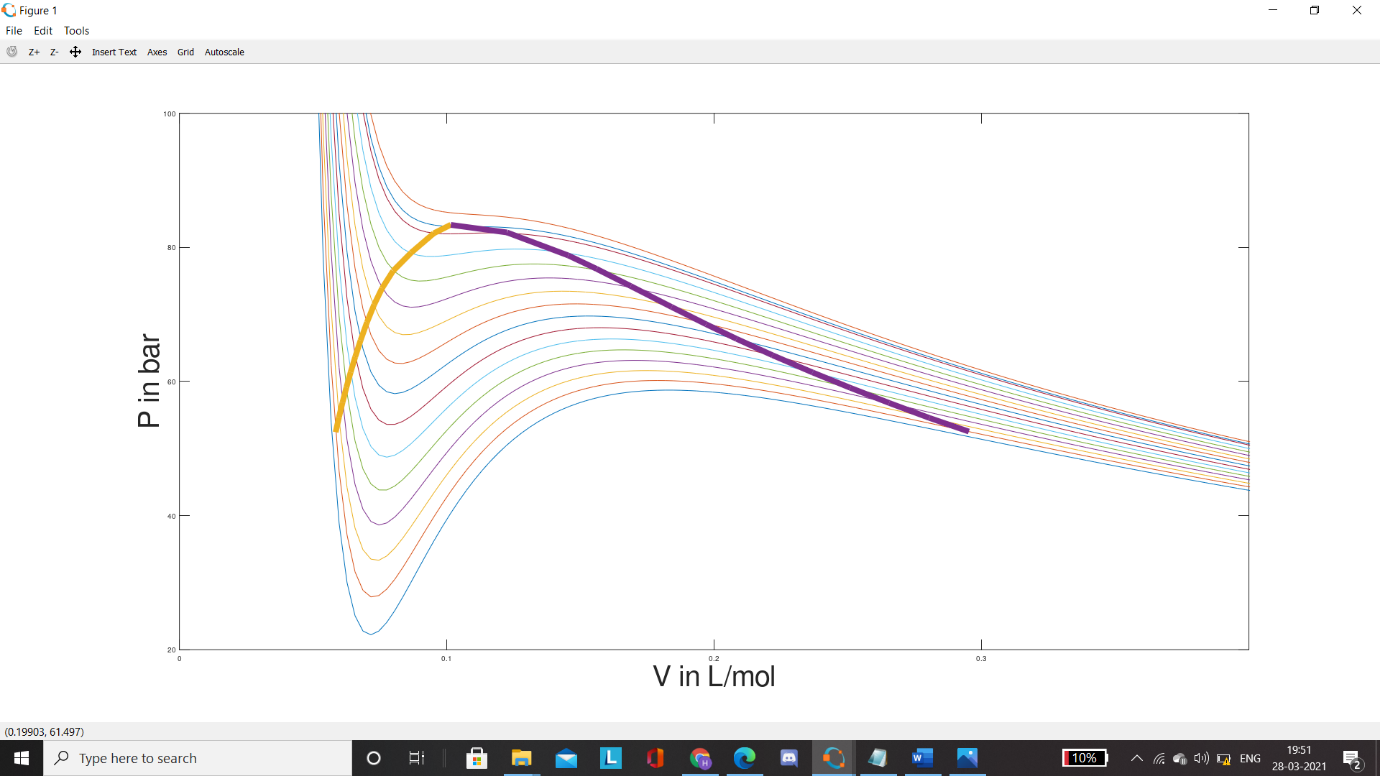 Figure 1
File Edit Tools
Z+ Z- Insert Text Axes Grid Autoscale
100
80
60
40
20
P in bar
0 0.1 0.2 0.3
V in L/mol
(0.19903, 61.497)
Type here to search
L
H
W
10%
ENG
19:51
28-03-2021
2